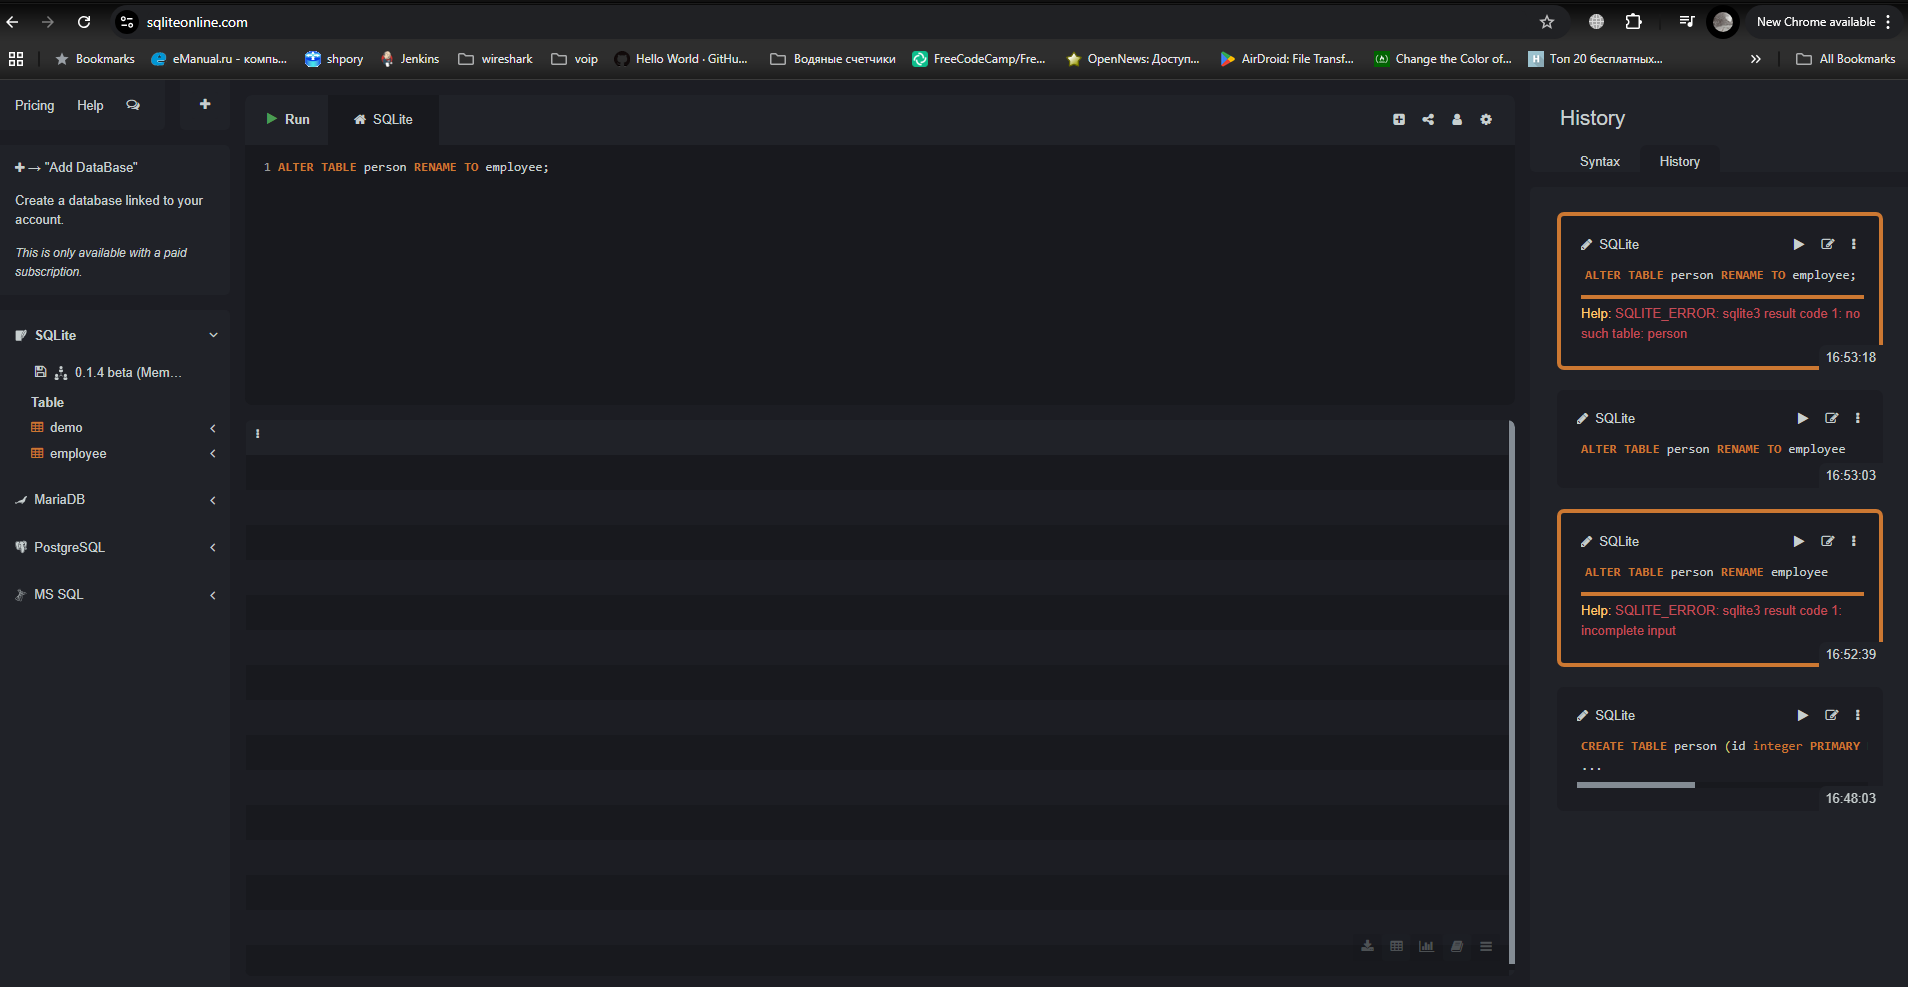 sqliteonline.com
New Chrome available
Bookmarks
eManual.ru - компь...
shpory
Jenkins
wireshark
voip
Hello World · GitHu...
Водяные счетчики
FreeCodeCamp/Fre...
OpenNews: Доступ...
AirDroid: File Transf...
Change the Color of...
Топ 20 бесплатных...
All Bookmarks
Pricing
Help
"Add DataBase"
Create a database linked to your
account.
This is only available with a paid
subscription.
SQLite
0.1.4 beta (Mem...
Table
demo
employee
MariaDB
PostgreSQL
MS SQL
Run
SQLite
1 ALTER TABLE person RENAME TO employee;
History
Syntax
History
SQLite
ALTER TABLE person RENAME TO employee;
Help: SQLITE_ERROR: sqlite3 result code 1: no
such table: person
16:53:18
SQLite
ALTER TABLE person RENAME TO employee
16:53:03
SQLite
ALTER TABLE person RENAME employee
Help: SQLITE_ERROR: sqlite3 result code 1:
incomplete input
16:52:39
SQLite
CREATE TABLE person (id integer PRIMARY
...
16:48:03